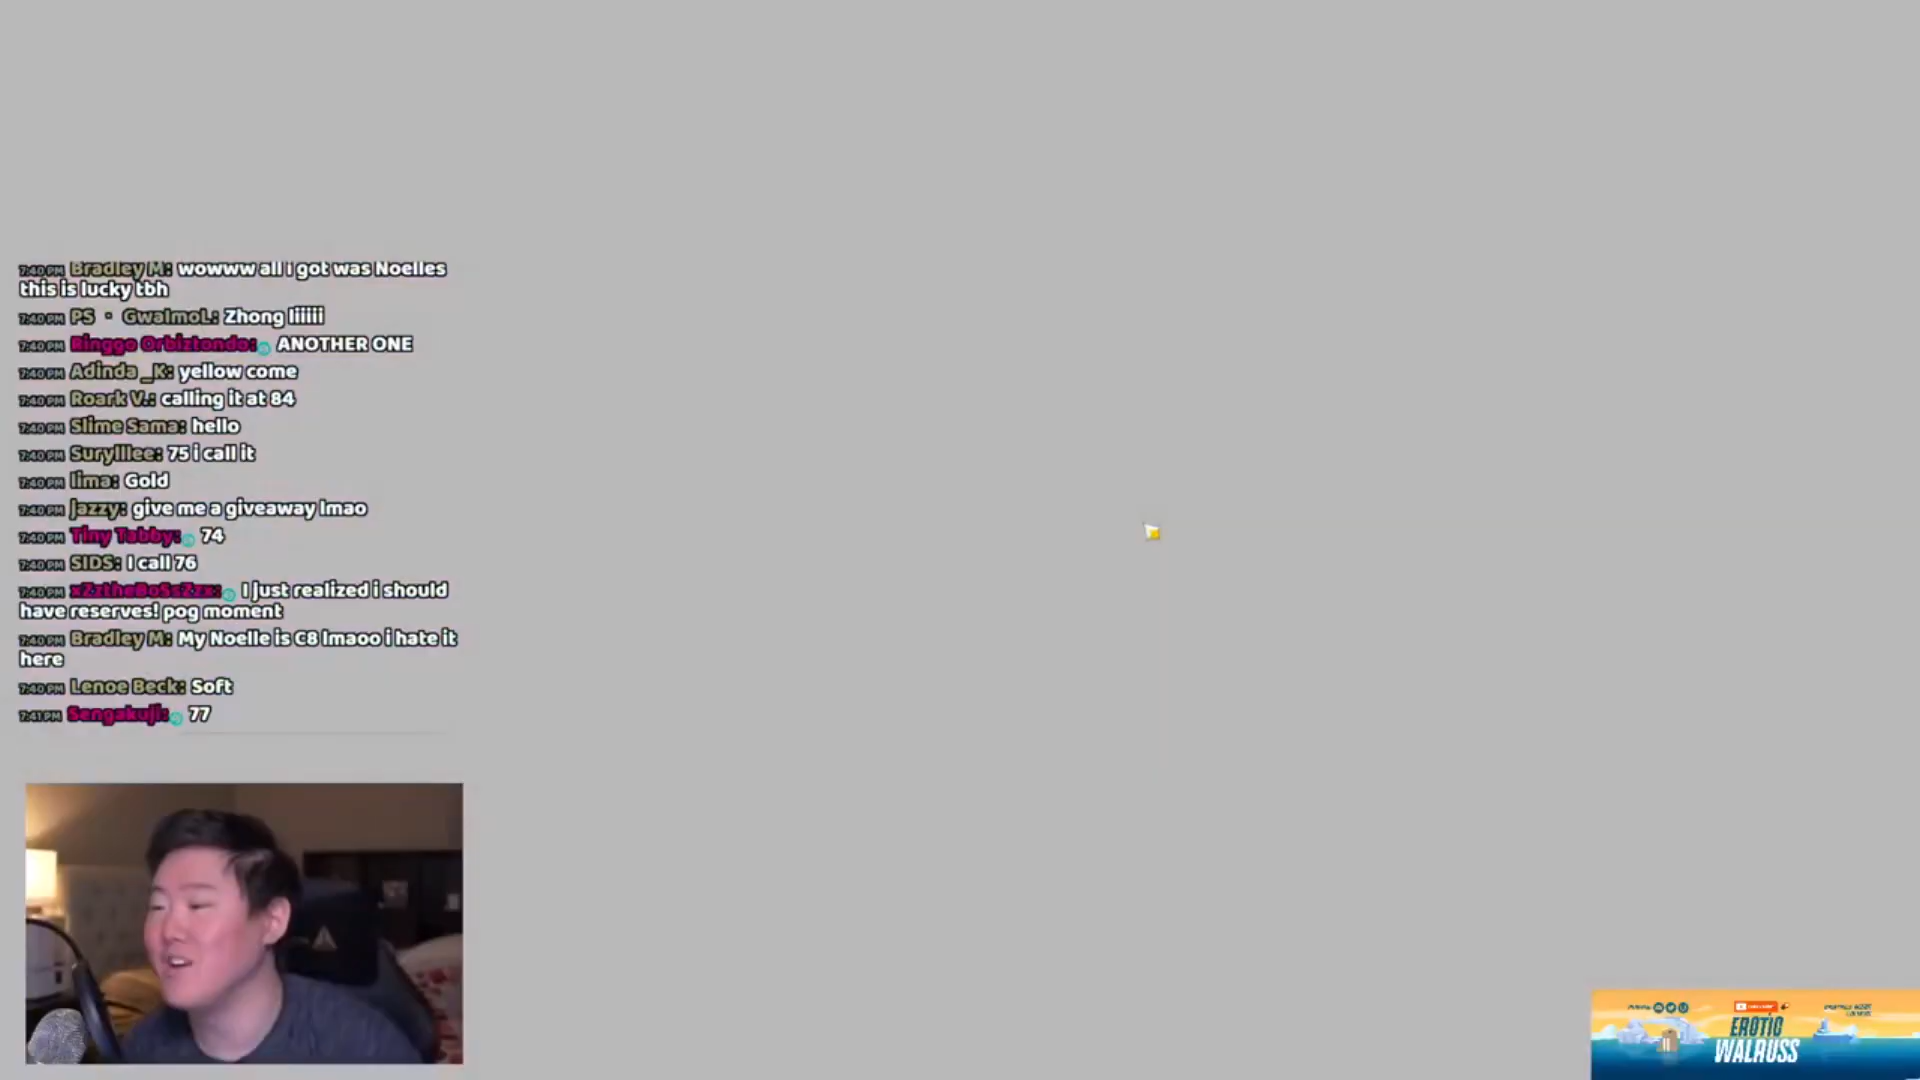 7:40 PM Bradley M: wowww all i got was Noelles
this is lucky tbh
7:40 PM PS • GwalmoL: Zhong liiiii
7:40 PM Ringgo Orbiztondo: ANOTHER ONE
7:40 PM Adinda _K: yellow come
7:40 PM Roark V.: calling it at 84
7:40 PM Slime Sama: hello
7:40 PM Surylllee: 75 i call it
7:40 PM lima: Gold
7:40 PM Jazzy: give me a giveaway lmao
7:40 PM Tiny Tabby: 74
7:40 PM SIDS: I call 76
7:40 PM xZztheBoSsZzx: I just realized i should
have reserves! pog moment
7:40 PM Bradley M: My Noelle is C8 lmaoo i hate it
here
7:40 PM Lenoe Beck: Soft
7:41 PM Sengakuji: 77
SUBSCRIBE
EROTIC
WALRUSS